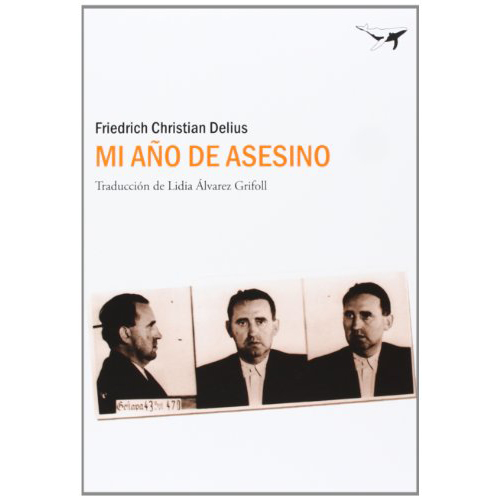 Friedrich Christian Delius
MI AÑO DE ASESINO
Traducción de Lidia Álvarez Grifoll